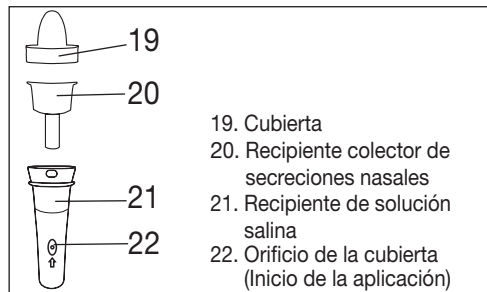 19
20
21
22
19. Cubierta
20. Recipiente colector de
secreciones nasales
21. Recipiente de solución
salina
22. Orificio de la cubierta
(Inicio de la aplicación)